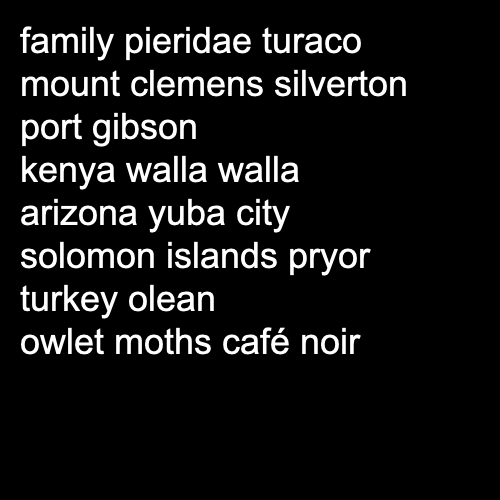 family pieridae turaco
mount clemens silverton
port gibson
kenya walla walla
arizona yuba city
solomon islands pryor
turkey olean
owlet moths café noir